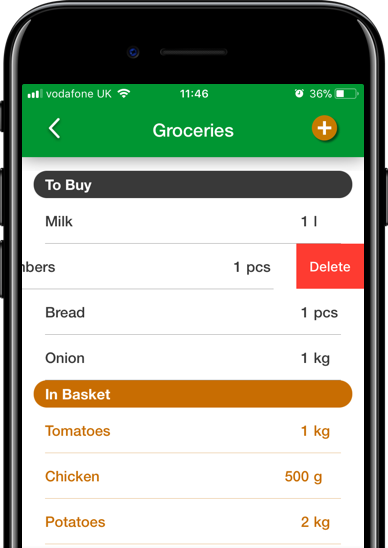 vodafone UK 11:46 36%
Groceries
To Buy
Milk 1 l
mbers 1 pcs Delete
Bread 1 pcs
Onion 1 kg
In Basket
Tomatoes 1 kg
Chicken 500 g
Potatoes 2 kg